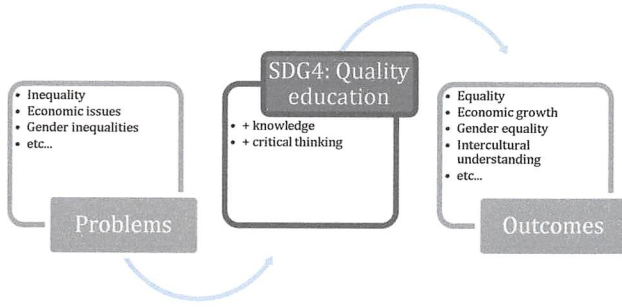 • Inequality
• Economic issues
• Gender inequalities
• etc...
Problems
SDG4: Quality
education
• + knowledge
• + critical thinking
• Equality
• Economic growth
• Gender equality
• Intercultural
understanding
• etc...
Outcomes